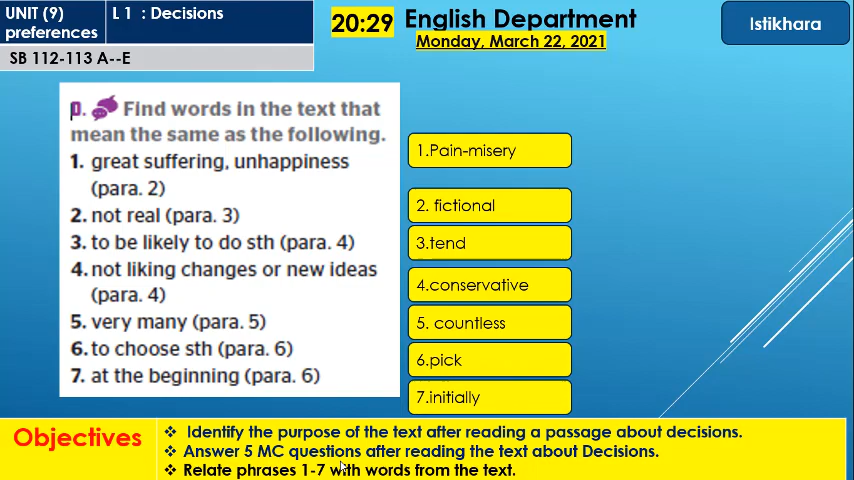 UNIT (9)
preferences
L 1 : Decisions
SB 112-113 A--E
20:29
English Department
Monday, March 22, 2021
Istikhara
D. Find words in the text that
mean the same as the following.
1. great suffering, unhappiness
(para. 2)
2. not real (para. 3)
3. to be likely to do sth (para. 4)
4. not liking changes or new ideas
(para. 4)
5. very many (para. 5)
6. to choose sth (para. 6)
7. at the beginning (para. 6)
1.Pain-misery
2. fictional
3.tend
4.conservative
5. countless
6.pick
7.initially
Objectives
❖ Identify the purpose of the text after reading a passage about decisions.
❖ Answer 5 MC questions after reading the text about Decisions.
❖ Relate phrases 1-7 with words from the text.